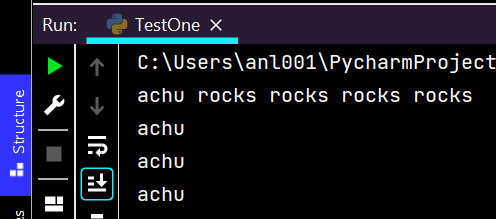 Run: TestOne ×
C:\Users\anl001\PycharmProject
achu rocks rocks rocks rocks
achu
achu
achu
Structure